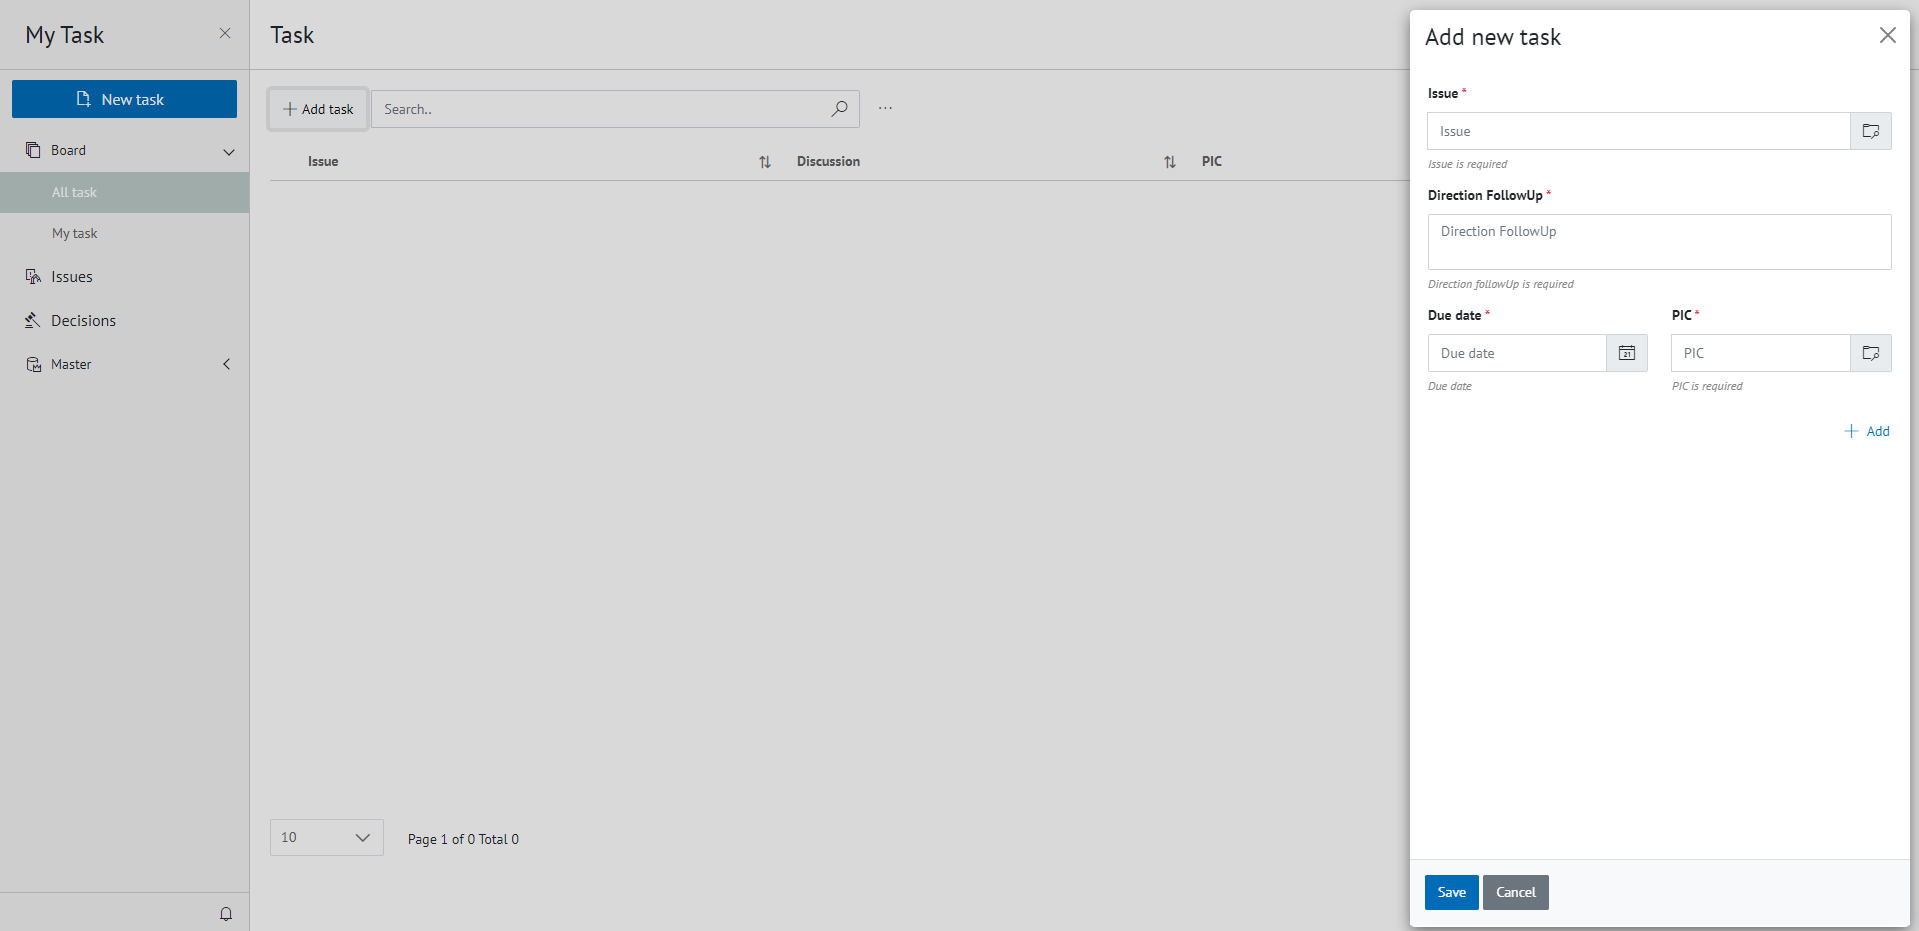 My Task
New task
Board
All task
My task
Issues
Decisions
Master
Task
Add task
Search..
...
Issue
Discussion
PIC
10
Page 1 of 0 Total 0
Add new task
Issue *
Issue
Issue is required
Direction FollowUp *
Direction FollowUp
Direction followUp is required
Due date * PIC *
Due date 21 PIC
Due date PIC is required
+ Add
Save Cancel